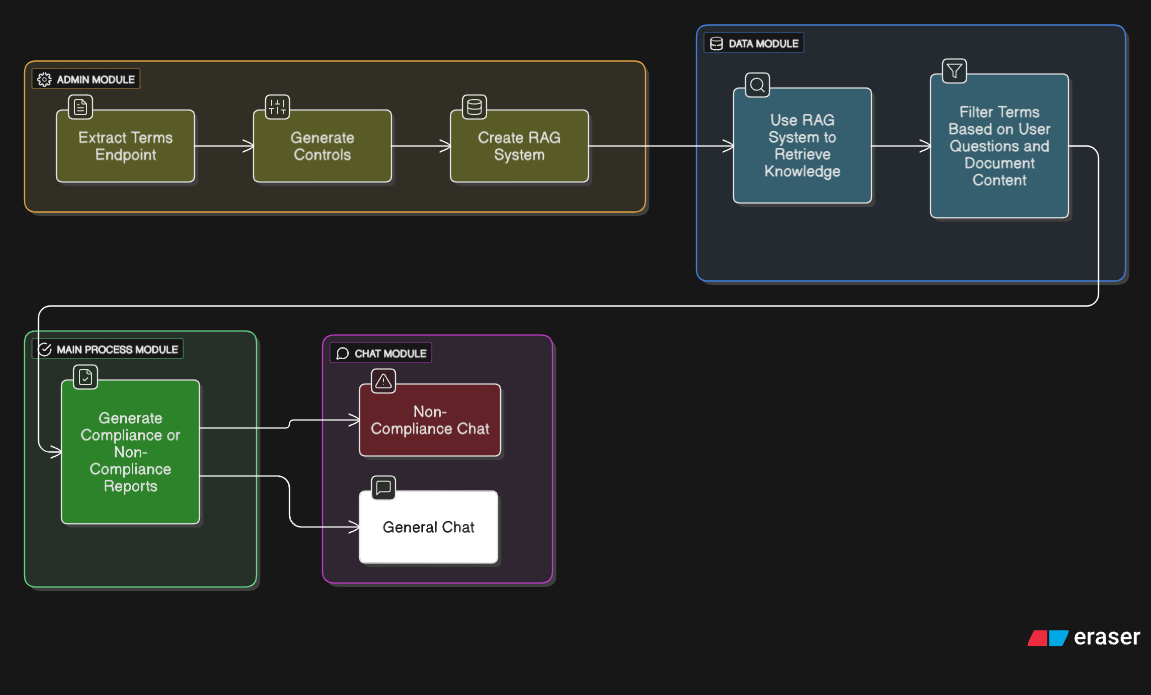 ADMIN MODULE
Extract Terms
Endpoint
Generate
Controls
Create RAG
System
DATA MODULE
Use RAG
System to
Retrieve
Knowledge
Filter Terms
Based on User
Questions and
Document
Content
MAIN PROCESS MODULE
Generate
Compliance or
Non-
Compliance
Reports
CHAT MODULE
Non-
Compliance Chat
General Chat
eraser